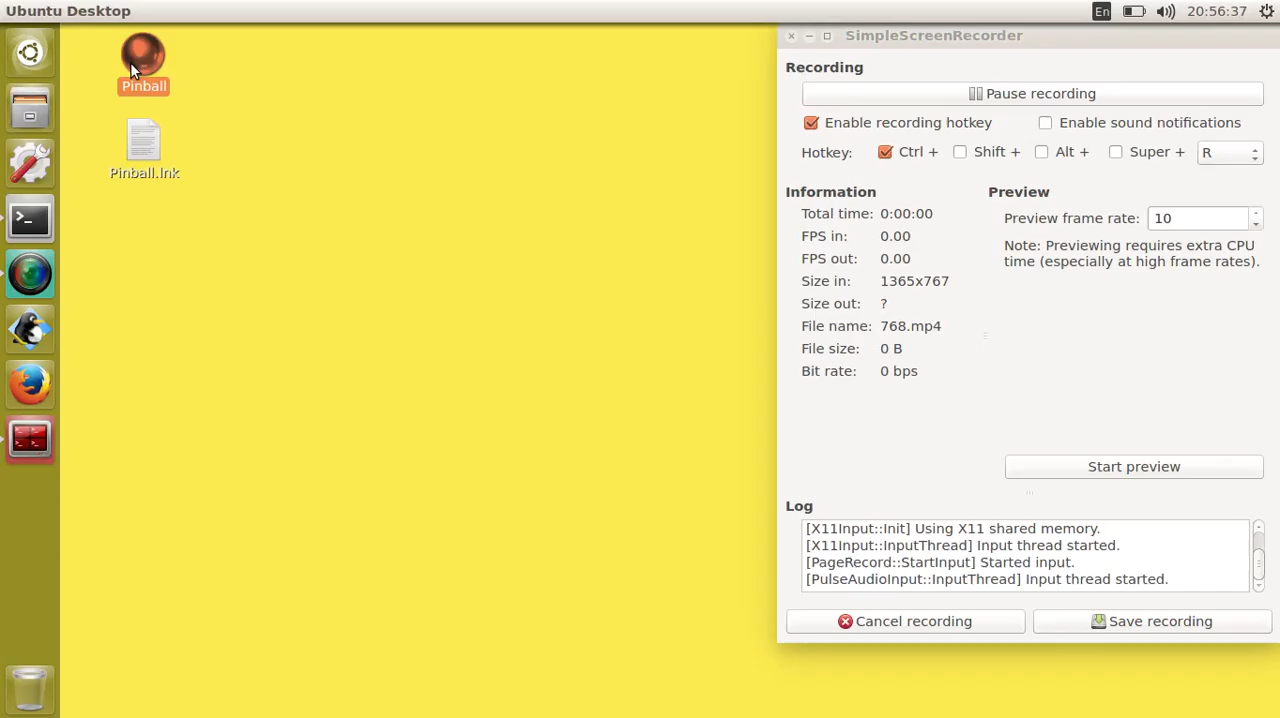 Ubuntu Desktop
En
20:56:37
Pinball
Pinball.lnk
SimpleScreenRecorder
Recording
Pause recording
Enable recording hotkey
Enable sound notifications
Hotkey: Ctrl + Shift + Alt + Super + R
Information
Total time: 0:00:00
FPS in: 0.00
FPS out: 0.00
Size in: 1365x767
Size out: ?
File name: 768.mp4
File size: 0 B
Bit rate: 0 bps
Preview
Preview frame rate: 10
Note: Previewing requires extra CPU
time (especially at high frame rates).
Start preview
Log
[X11Input::Init] Using X11 shared memory.
[X11Input::InputThread] Input thread started.
[PageRecord::StartInput] Started input.
[PulseAudioInput::InputThread] Input thread started.
Cancel recording
Save recording